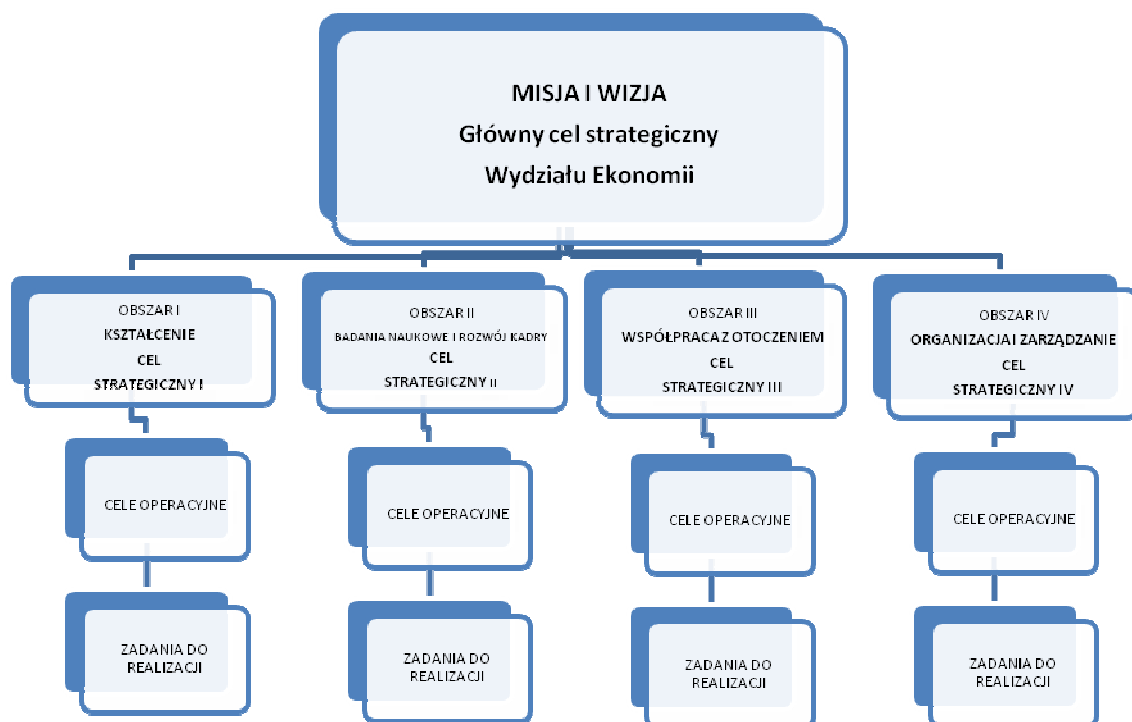 MISJA I WIZJA
Główny cel strategiczny
Wydziału Ekonomii
OBSZAR I
KSZTAŁCENIE
CEL
STRATEGICZNY I
OBSZAR II
BADANIA NAUKOWE I ROZWÓJ KADRY
CEL
STRATEGICZNY II
OBSZAR III
WSPÓŁPRACA Z OTOCZENIEM
CEL
STRATEGICZNY III
OBSZAR IV
ORGANIZACJA I ZARZĄDZANIE
CEL
STRATEGICZNY IV
CELE OPERACYJNE
CELE OPERACYJNE
CELE OPERACYJNE
CELE OPERACYJNE
ZADANIA DO
REALIZACJI
ZADANIA DO
REALIZACJI
ZADANIA DO
REALIZACJI
ZADANIA DO
REALIZACJI